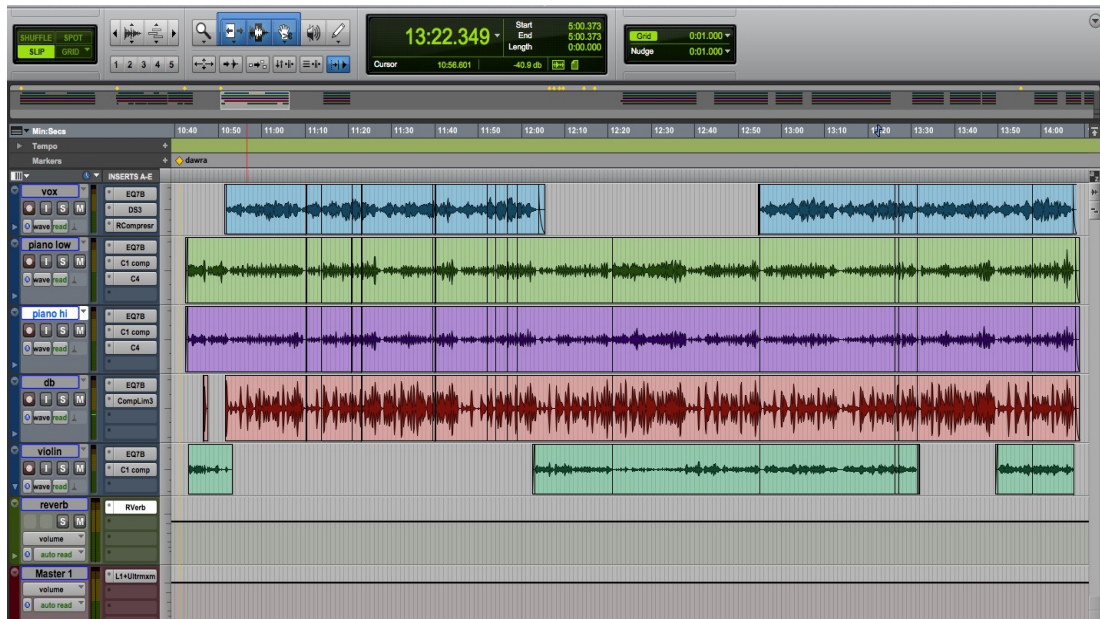 SHUFFLE SPOT
SLIP GRID
1 2 3 4 5
13:22.349
Start 5:00.373
End 5:00.373
Length 0:00.000
Cursor 10:56.601 -40.9 db
Grid 0:01.000
Nudge 0:01.000
Min:Secs 10:40 10:50 11:00 11:10 11:20 11:30 11:40 11:50 12:00 12:10 12:20 12:30 12:40 12:50 13:00 13:10 13:20 13:30 13:40 13:50 14:00
Tempo
Markers dawra
INSERTS A-E
vox EQ7B
I S M DS3
wave read RCompresr
piano low EQ7B
I S M C1 comp
wave read C4
piano hi EQ7B
I S M C1 comp
wave read C4
db EQ7B
I S M CompLim3
wave read
violin EQ7B
I S M C1 comp
wave read
reverb RVerb
S M
volume
auto read
Master 1 L1+Ultrmxm
volume
auto read